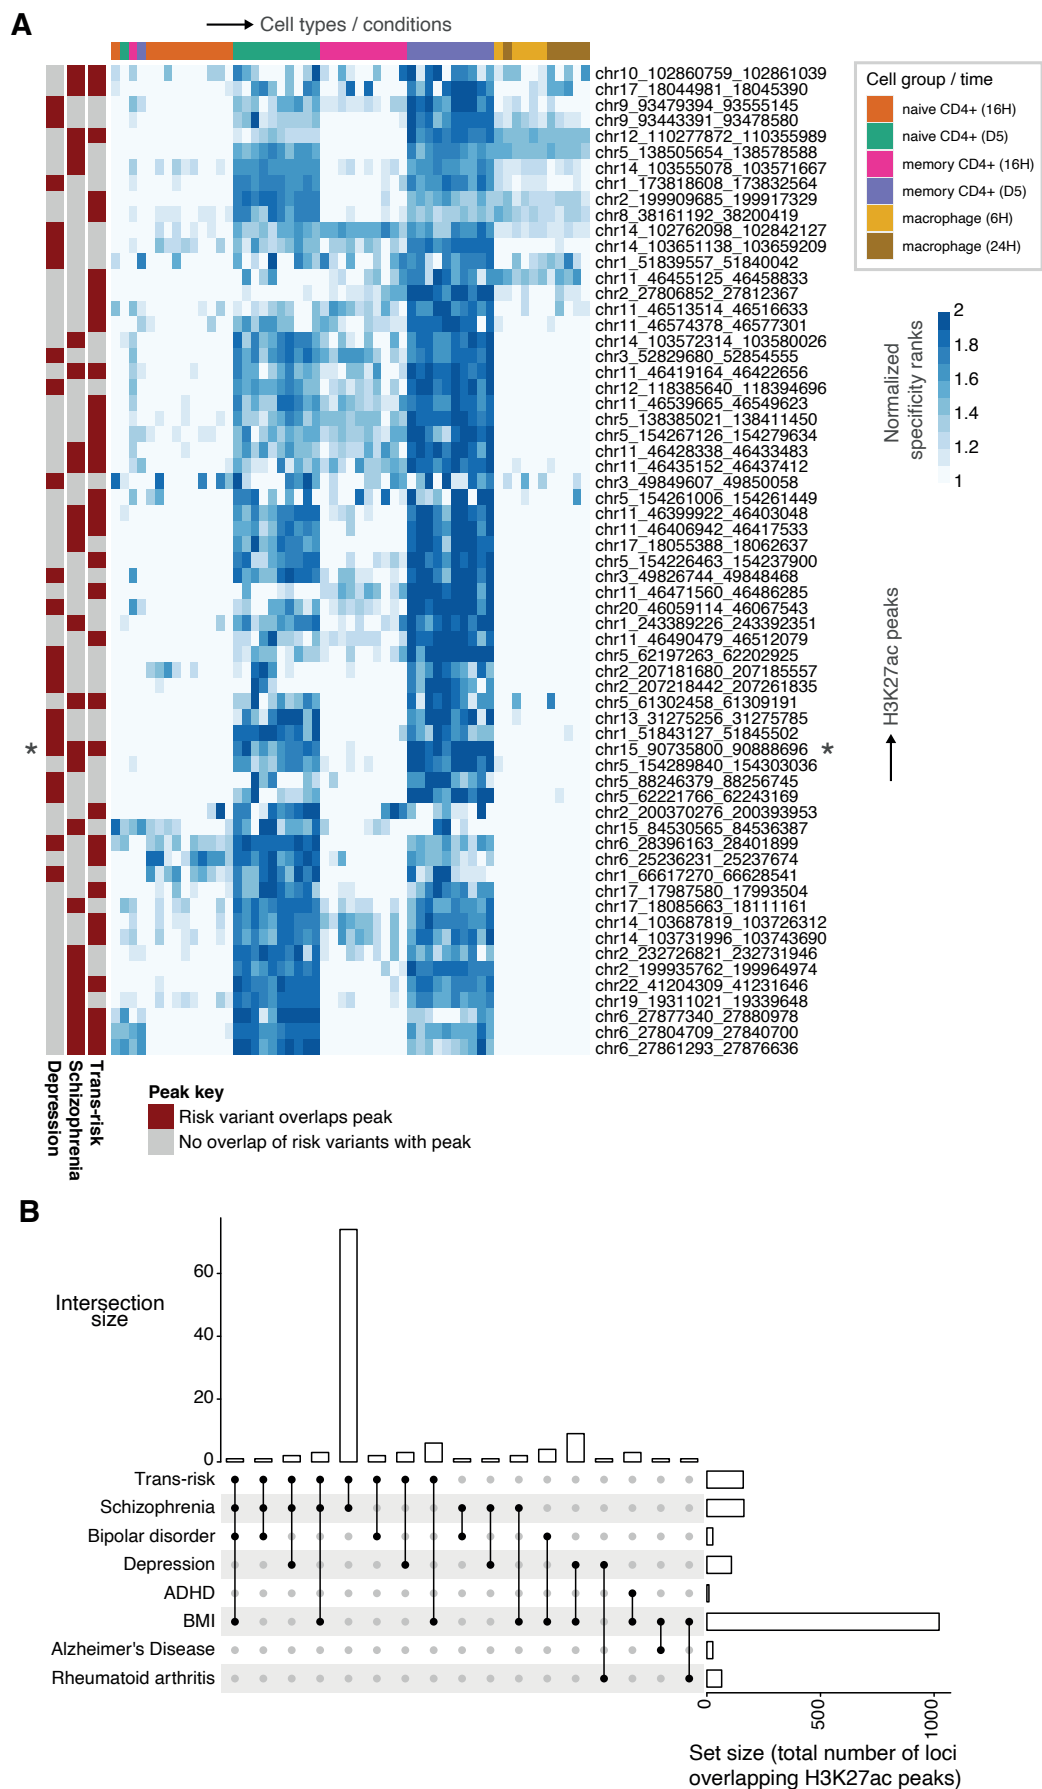 A
Cell types / conditions
chr10_102860759_102861039
chr17_18044981_18045390
chr9_93479394_93555145
chr9_93443391_93478580
chr12_110277872_110355989
chr5_138505654_138578588
chr14_103555078_103571667
chr1_173818608_173832564
chr2_199909685_199917329
chr8_38161192_38200419
chr14_102762098_102842127
chr14_103651138_103659209
chr1_51839557_51840042
chr11_46455125_46458833
chr2_27806852_27812367
chr11_46513514_46516633
chr11_46574378_46577301
chr14_103572314_103580026
chr3_52829680_52854555
chr11_46419164_46422656
chr12_118385640_118394696
chr11_46539665_46549623
chr5_138385021_138411450
chr5_154267126_154279634
chr11_46428338_46433483
chr11_46435152_46437412
chr3_49849607_49850058
chr5_154261006_154261449
chr11_46399922_46403048
chr11_46406942_46417533
chr17_18055388_18062637
chr5_154226463_154237900
chr3_49826744_49848468
chr11_46471560_46486285
chr20_46059114_46067543
chr1_243389226_243392351
chr11_46490479_46512079
chr5_62197263_62202925
chr2_207181680_207185557
chr2_207218442_207261835
chr5_61302458_61309191
chr13_31275256_31275785
chr1_51843127_51845502
* chr15_90735800_90888696 *
chr5_154289840_154303036
chr5_88246379_88256745
chr5_62221766_62243169
chr2_200370276_200393953
chr15_84530565_84536387
chr6_28396163_28401899
chr6_25236231_25237674
chr1_66617270_66628541
chr17_17987580_17993504
chr17_18085663_18111161
chr14_103687819_103726312
chr14_103731996_103743690
chr2_232726821_232731946
chr2_199935762_199964974
chr22_41204309_41231646
chr19_19311021_19339648
chr6_27877340_27880978
chr6_27804709_27840700
chr6_27861293_27876636
Cell group / time
naive CD4+ (16H)
naive CD4+ (D5)
memory CD4+ (16H)
memory CD4+ (D5)
macrophage (6H)
macrophage (24H)
Normalized
specificity ranks
2
1.8
1.6
1.4
1.2
1
H3K27ac peaks
Depression
Schizophrenia
Trans-risk
Peak key
Risk variant overlaps peak
No overlap of risk variants with peak
B
Intersection
size
60
40
20
0
Trans-risk
Schizophrenia
Bipolar disorder
Depression
ADHD
BMI
Alzheimer's Disease
Rheumatoid arthritis
0
500
1000
Set size (total number of loci
overlapping H3K27ac peaks)